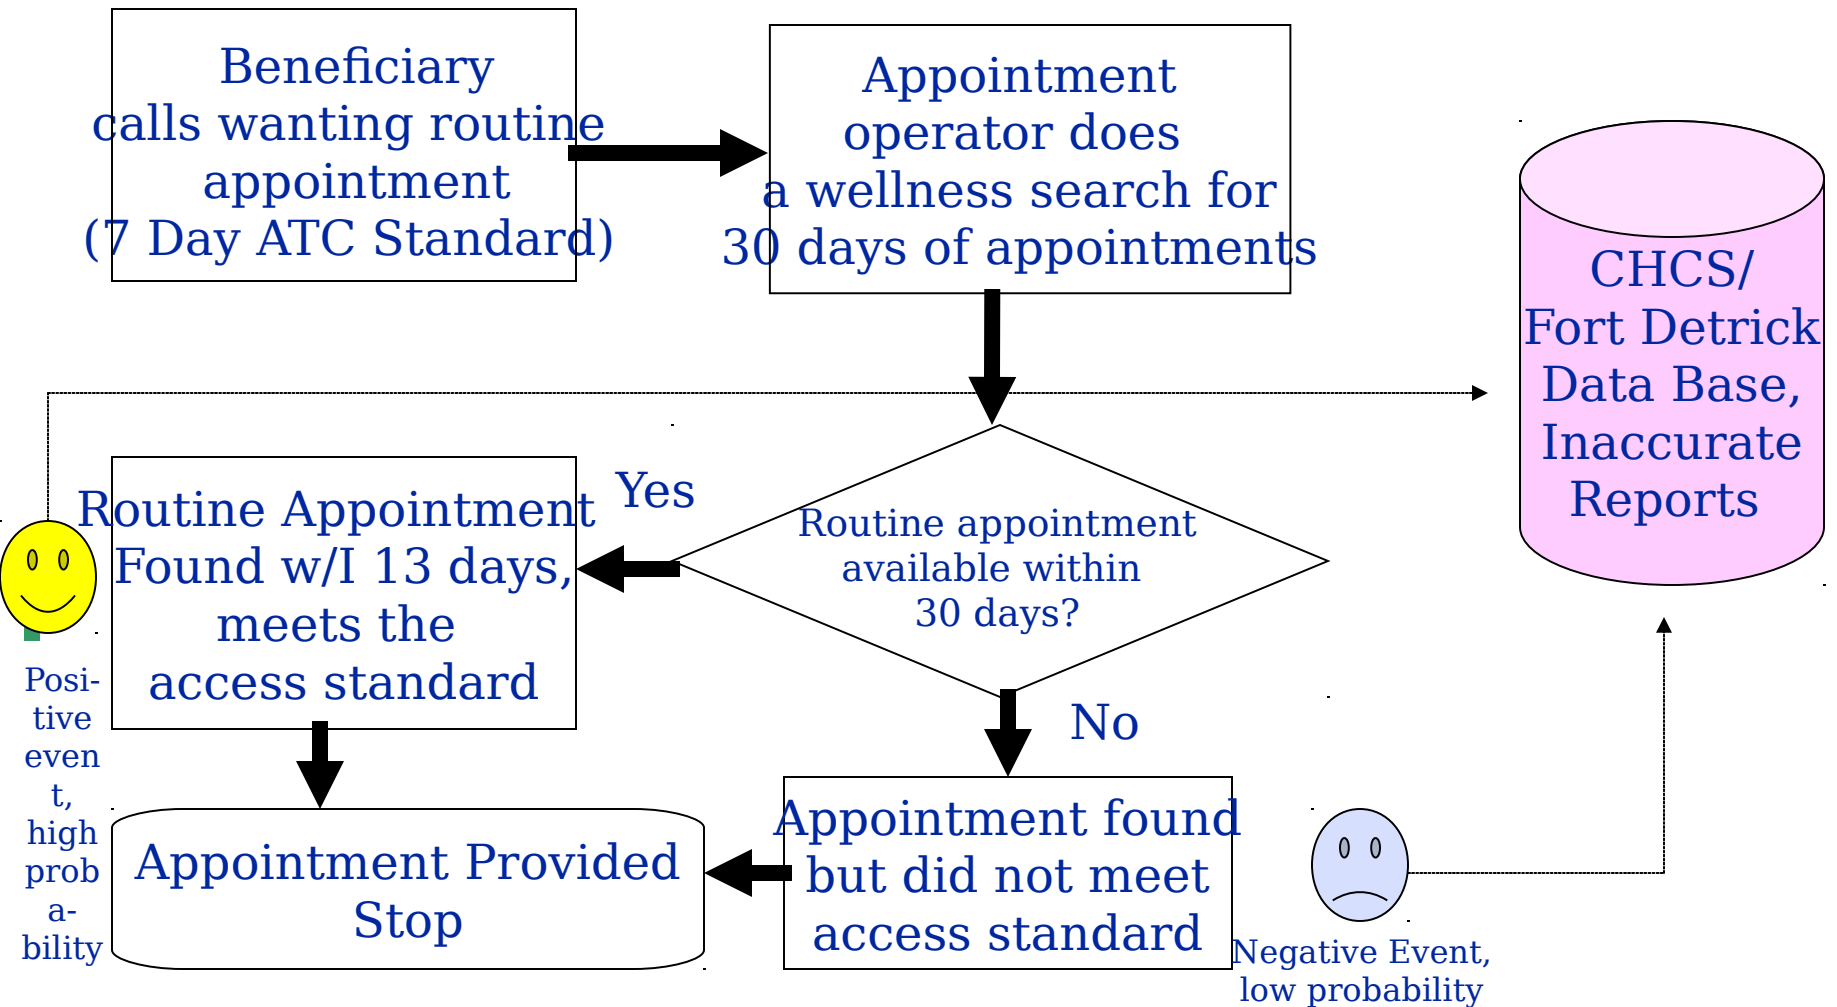 Beneficiary
calls wanting routine
appointment
(7 Day ATC Standard)
Appointment
operator does
a wellness search for
30 days of appointments
CHCS/
Fort Detrick
Data Base,
Inaccurate
Reports
Yes
Routine Appointment
Found w/I 13 days,
meets the
access standard
Routine appointment
available within
30 days?
No
Posi-
tive
even
t,
high
prob
a-
bility
Appointment Provided
Stop
Appointment found
but did not meet
access standard
Negative Event,
low probability